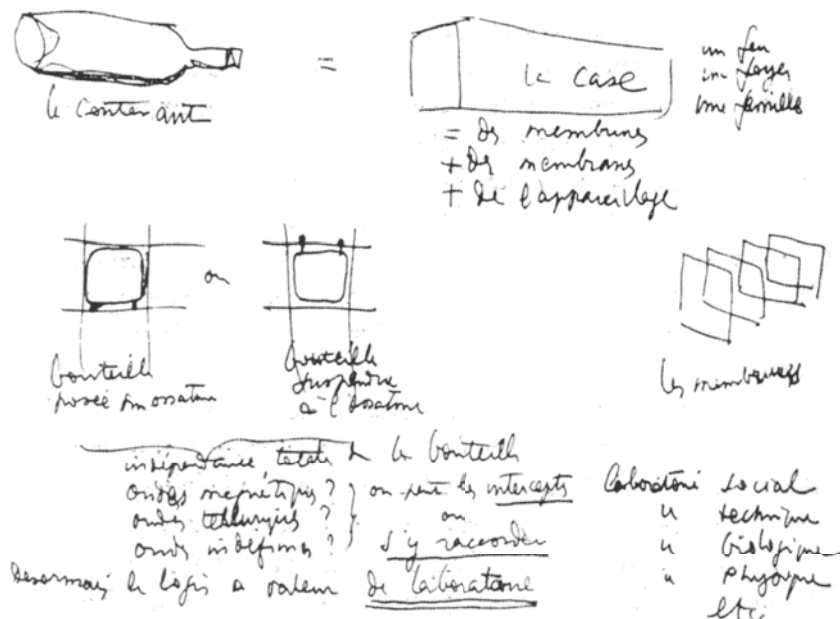 le contenant
=
la case
un feu
un foyer
une famille
= des membrures
+ des membranes
+ de l'appareillage
ou
bouteille
posée sur ossature
bouteille
suspendue
à l'ossature
les membranes
indépendance totale de la bouteille
ondes magnétiques ?
ondes telluriques ?
ondes indéfinies ?
on peut les intercepter
ou
s'y raccorder
Laboratoire social
" technique
" biologique
" physique
etc
Désormais le logis a valeur de laboratoire